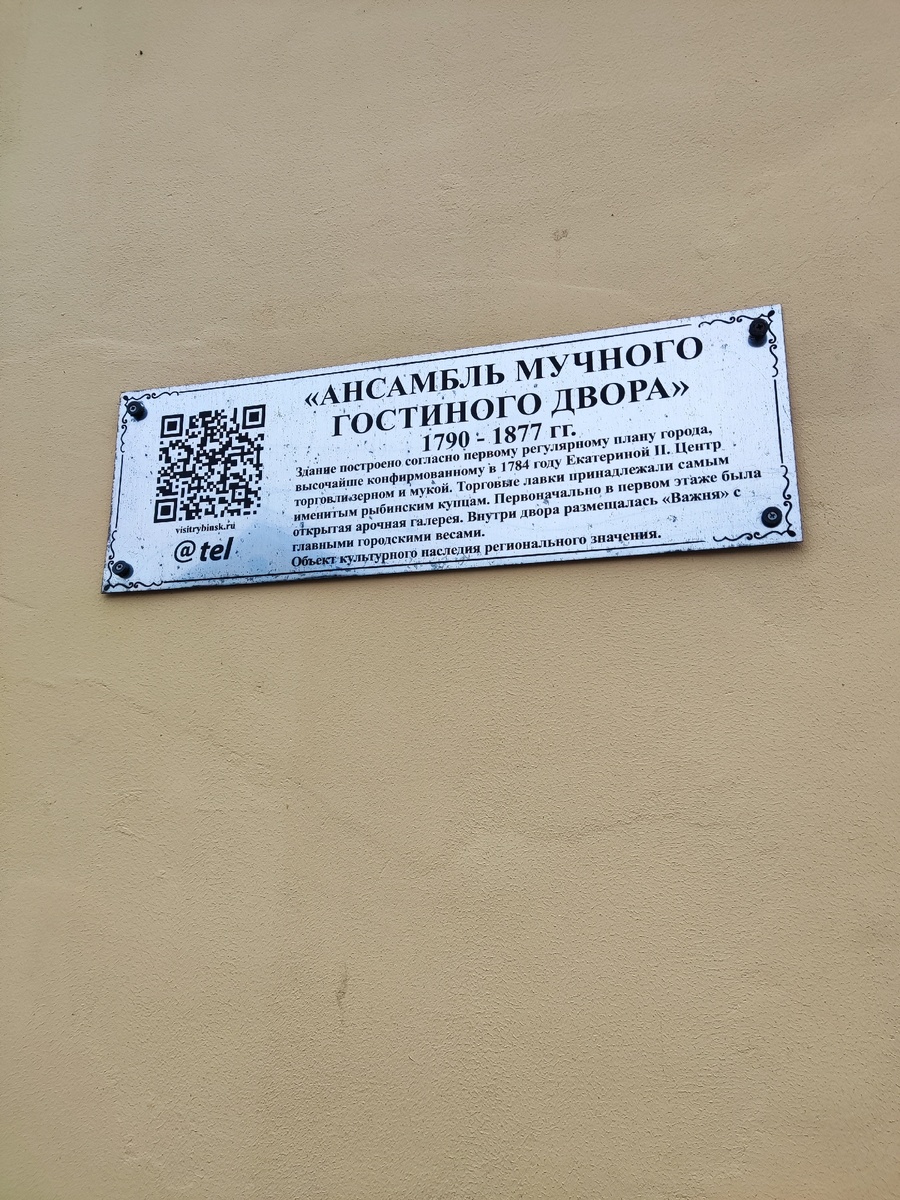 «АНСАМБЛЬ МУЧНОГО
ГОСТИНОГО ДВОРА»
1790 - 1877 гг.
Здание построено согласно первому регулярному плану города,
высочайше конфирмованному в 1784 году Екатериной II. Центр
торговли зерном и мукой. Торговые лавки принадлежали самым
именитым рыбинским купцам. Первоначально в первом этаже была
открытая арочная галерея. Внутри двора размещалась «Важня» с
главными городскими весами.
Объект культурного наследия регионального значения.
visitrybinsk.ru
@tel